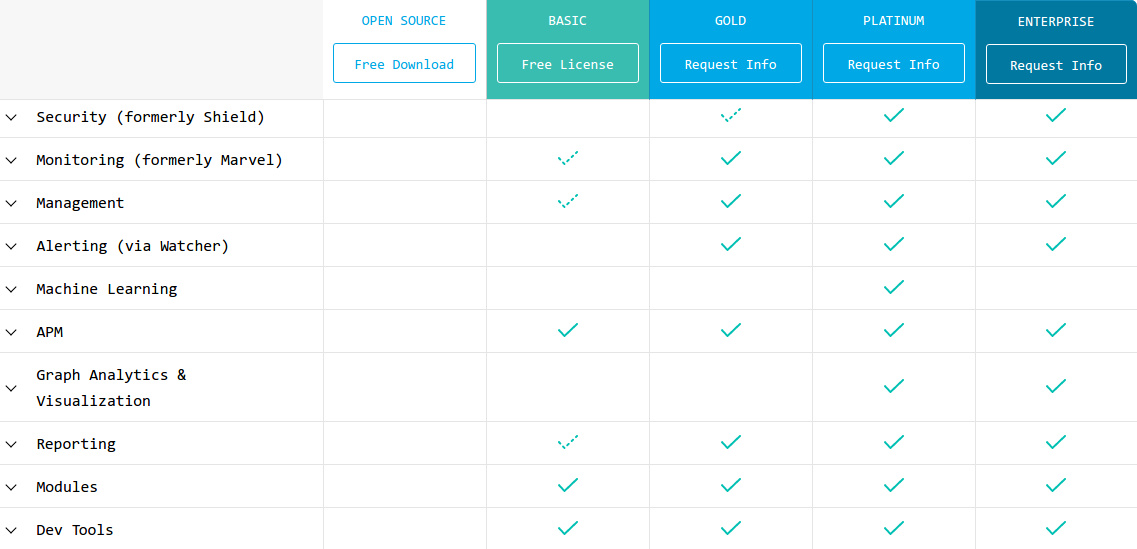 OPEN SOURCE
BASIC
GOLD
PLATINUM
ENTERPRISE
Free Download
Free License
Request Info
Request Info
Request Info
Security (formerly Shield)
Monitoring (formerly Marvel)
Management
Alerting (via Watcher)
Machine Learning
APM
Graph Analytics &
Visualization
Reporting
Modules
Dev Tools